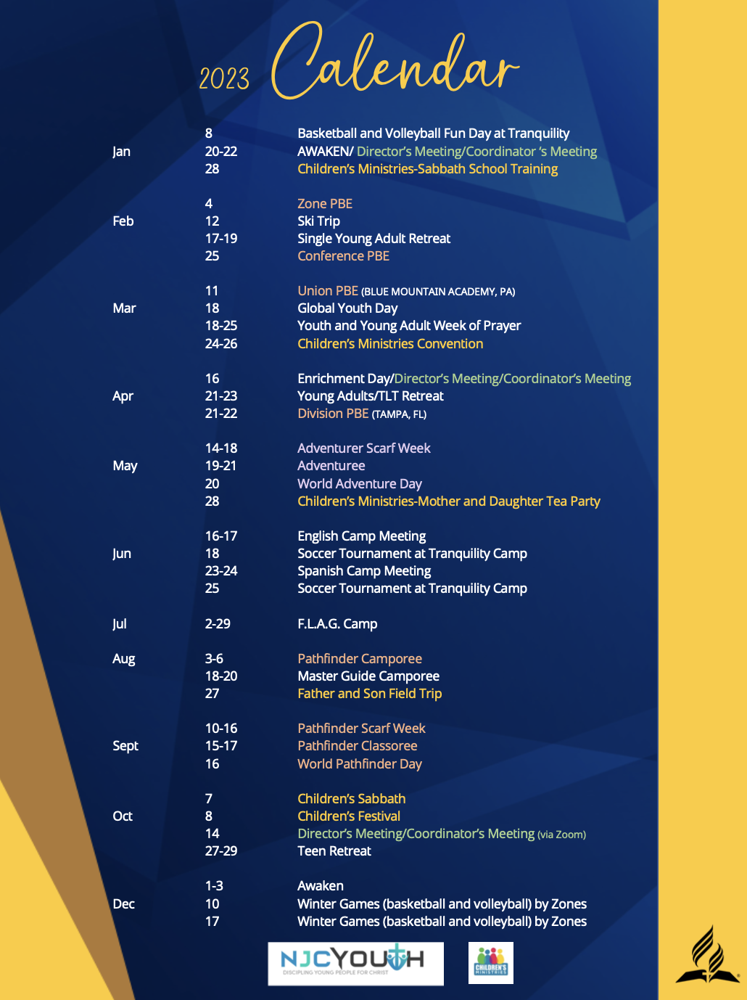 2023 Calendar
8 Basketball and Volleyball Fun Day at Tranquility
Jan 20-22 AWAKEN/ Director’s Meeting/Coordinator ‘s Meeting
28 Children’s Ministries-Sabbath School Training
4 Zone PBE
Feb 12 Ski Trip
17-19 Single Young Adult Retreat
25 Conference PBE
11 Union PBE (BLUE MOUNTAIN ACADEMY, PA)
Mar 18 Global Youth Day
18-25 Youth and Young Adult Week of Prayer
24-26 Children’s Ministries Convention
16 Enrichment Day/Director’s Meeting/Coordinator’s Meeting
Apr 21-23 Young Adults/TLT Retreat
21-22 Division PBE (TAMPA, FL)
14-18 Adventurer Scarf Week
May 19-21 Adventuree
20 World Adventure Day
28 Children’s Ministries-Mother and Daughter Tea Party
16-17 English Camp Meeting
Jun 18 Soccer Tournament at Tranquility Camp
23-24 Spanish Camp Meeting
25 Soccer Tournament at Tranquility Camp
Jul 2-29 F.L.A.G. Camp
Aug 3-6 Pathfinder Camporee
18-20 Master Guide Camporee
27 Father and Son Field Trip
10-16 Pathfinder Scarf Week
Sept 15-17 Pathfinder Classoree
16 World Pathfinder Day
7 Children’s Sabbath
Oct 8 Children’s Festival
14 Director’s Meeting/Coordinator’s Meeting (via Zoom)
27-29 Teen Retreat
1-3 Awaken
Dec 10 Winter Games (basketball and volleyball) by Zones
17 Winter Games (basketball and volleyball) by Zones
NJCYOUTH
DISCIPLING YOUNG PEOPLE FOR CHRIST
CHILDREN'S
MINISTRIES
®